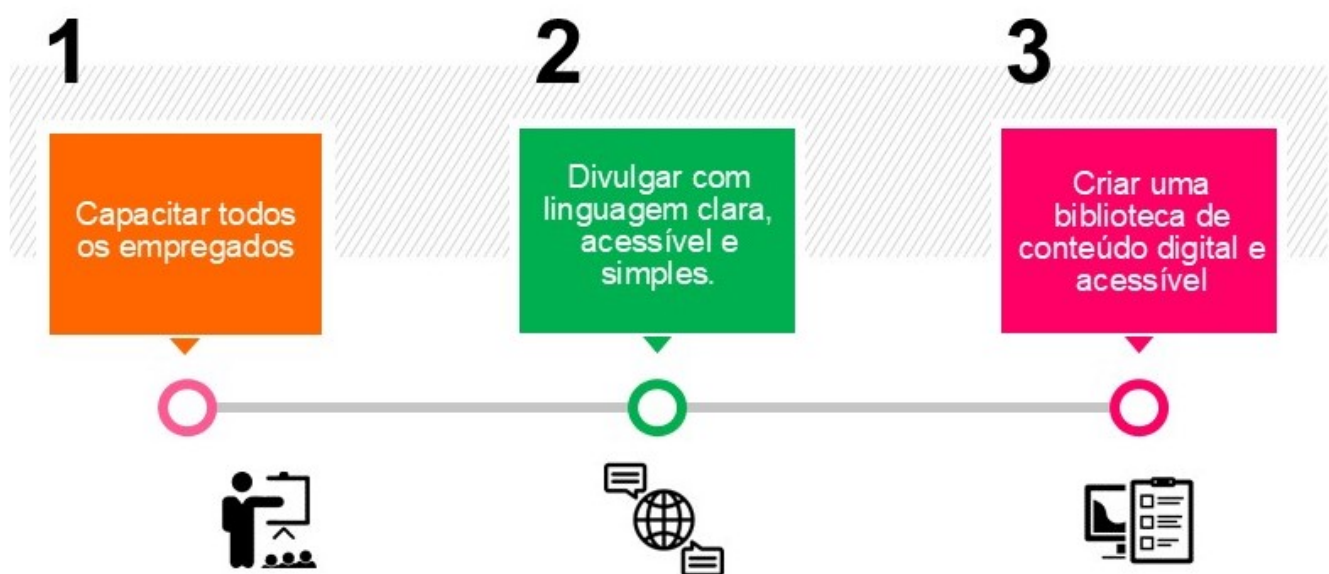 1
Capacitar todos
os empregados
2
Divulgar com
linguagem clara,
acessível e
simples.
3
Criar uma
biblioteca de
conteúdo digital e
acessível